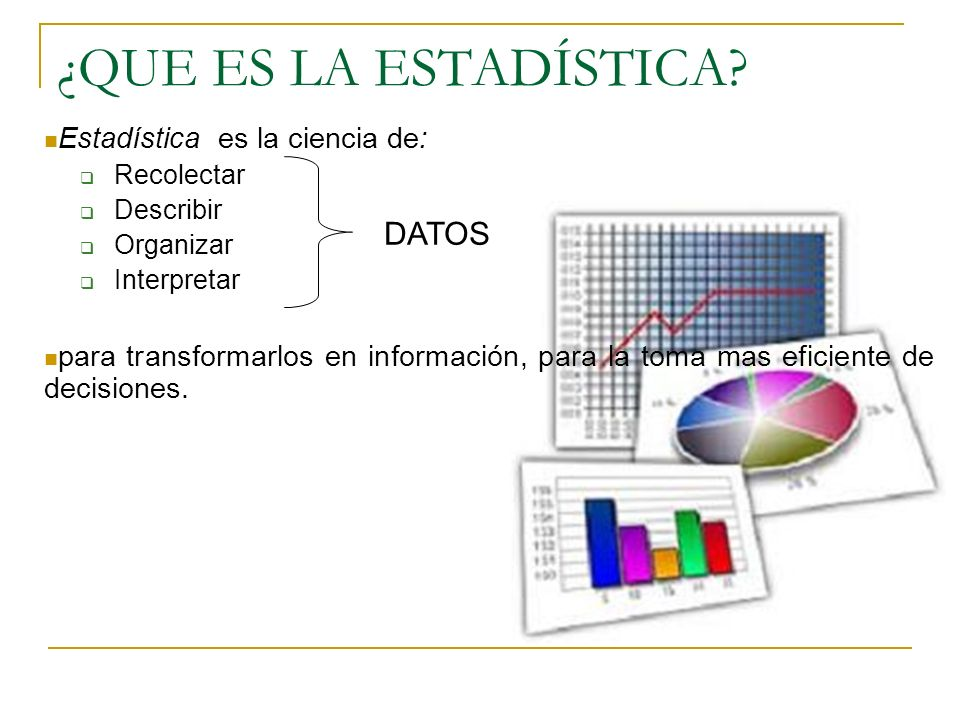 ¿QUE ES LA ESTADÍSTICA?
Estadística es la ciencia de:
Recolectar
Describir
Organizar
Interpretar
DATOS
para transformarlos en información, para la toma mas eficiente de
decisiones.